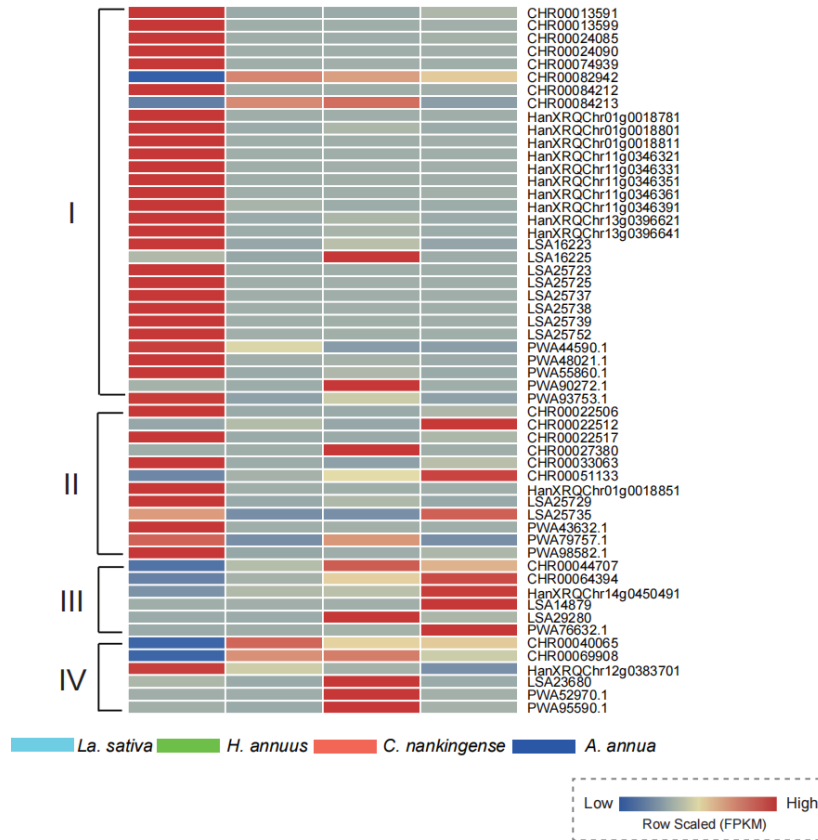 CHR00013591
CHR00013599
CHR00024085
CHR00024090
CHR00074939
CHR00082942
CHR00084212
CHR00084213
HanXRQChr01g0018781
HanXRQChr01g0018801
HanXRQChr01g0018811
HanXRQChr11g0346321
HanXRQChr11g0346331
HanXRQChr11g0346351
HanXRQChr11g0346361
HanXRQChr11g0346391
HanXRQChr13g0396621
HanXRQChr13g0396641
LSA16223
LSA16225
LSA25723
LSA25725
LSA25737
LSA25738
LSA25739
LSA25752
PWA44590.1
PWA48021.1
PWA55860.1
PWA90272.1
PWA93753.1
I
CHR00022506
CHR00022512
CHR00022517
CHR00027380
CHR00033063
CHR00051133
HanXRQChr01g0018851
LSA25729
LSA25735
PWA43632.1
PWA79757.1
PWA98582.1
II
CHR00044707
CHR00064394
HanXRQChr14g0450491
LSA14879
LSA29280
PWA76632.1
III
CHR00040065
CHR00069908
HanXRQChr12g0383701
LSA23680
PWA52970.1
PWA95590.1
IV
La. sativa H. annuus C. nankingense A. annua
Low High
Row Scaled (FPKM)